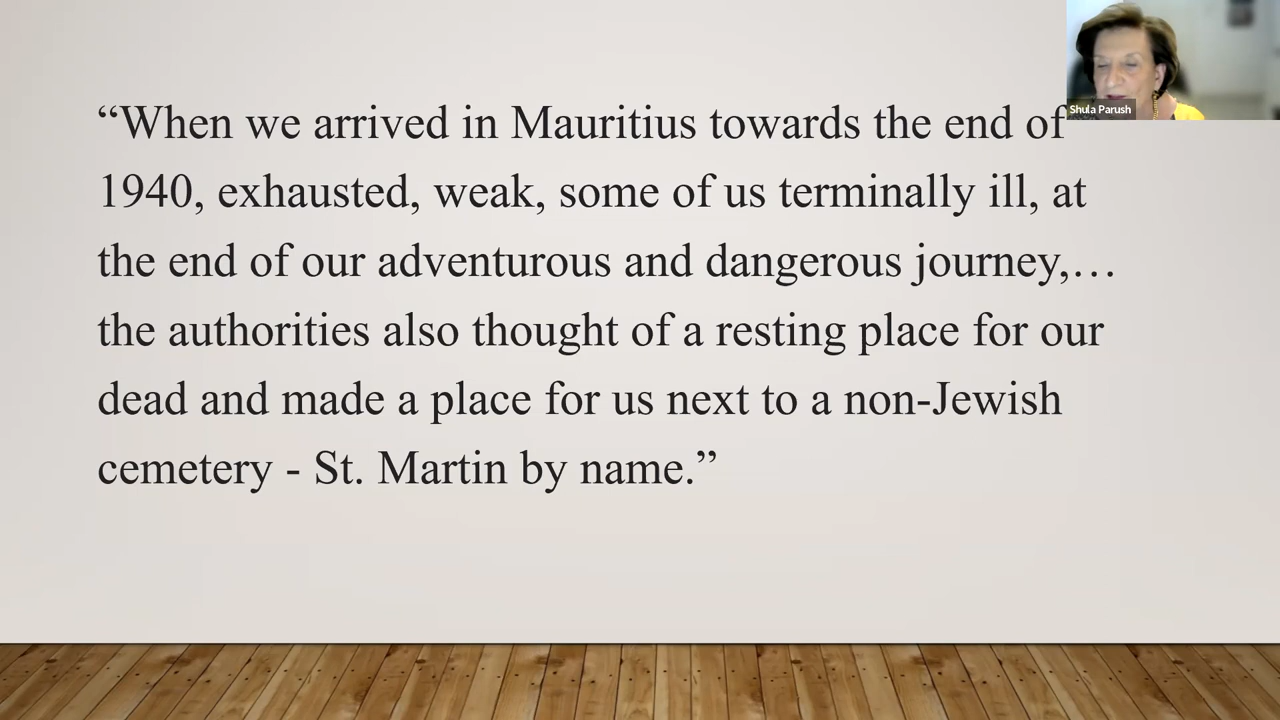 “When we arrived in Mauritius towards the end of
1940, exhausted, weak, some of us terminally ill, at
the end of our adventurous and dangerous journey,…
the authorities also thought of a resting place for our
dead and made a place for us next to a non-Jewish
cemetery - St. Martin by name.”
Shula Parush